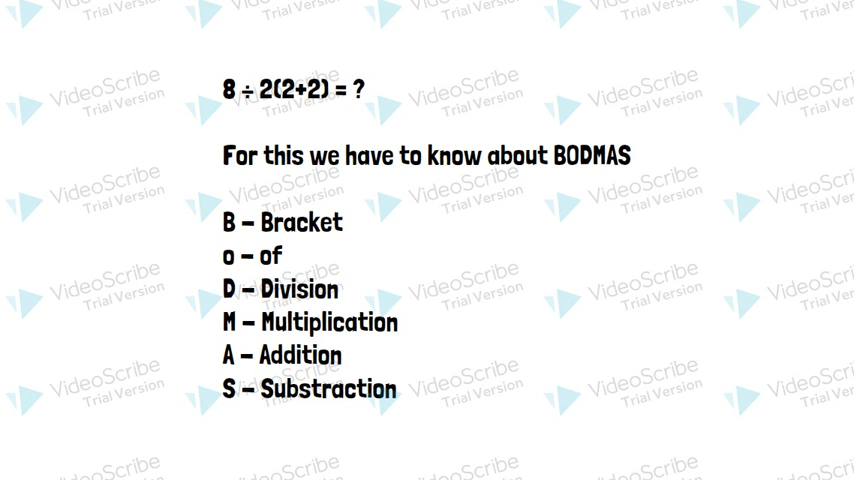 8 ÷ 2(2+2) = ?
For this we have to know about BODMAS
B – Bracket
o – of
D – Division
M – Multiplication
A – Addition
S – Substraction
VideoScribe
Trial Version